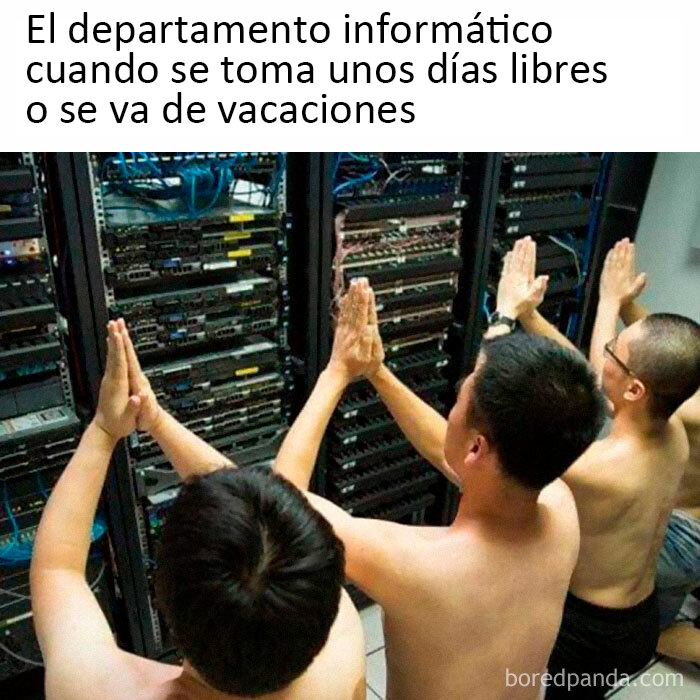 El departamento informático
cuando se toma unos días libres
o se va de vacaciones
boredpanda.com